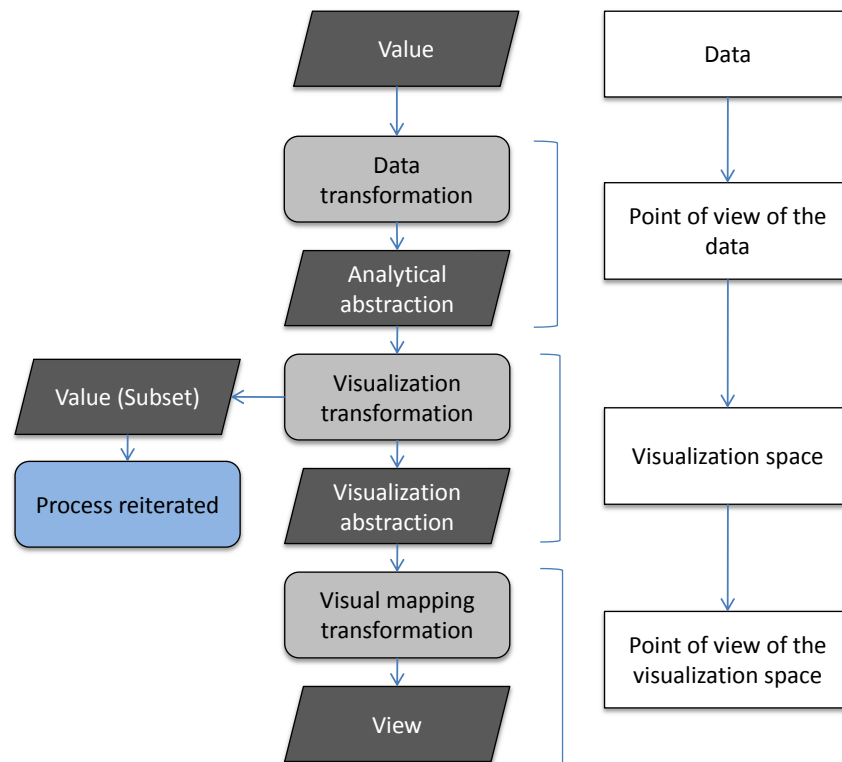 Value
Data
transformation
Analytical
abstraction
Visualization
transformation
Value (Subset)
Process reiterated
Visualization
abstraction
Visual mapping
transformation
View
Data
Point of view of the
data
Visualization space
Point of view of the
visualization space